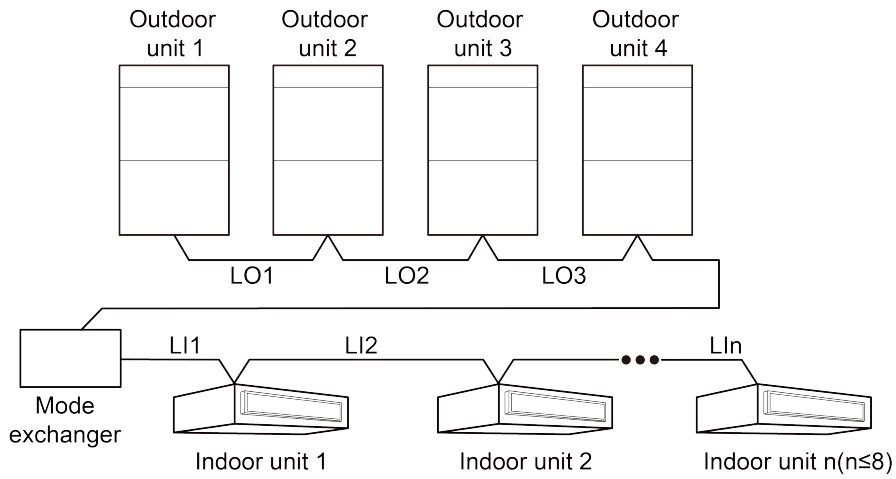 Outdoor
unit 1
Outdoor
unit 2
Outdoor
unit 3
Outdoor
unit 4
LO1
LO2
LO3
LI1
LI2
LIn
Mode
exchanger
Indoor unit 1
Indoor unit 2
Indoor unit n(n≤8)